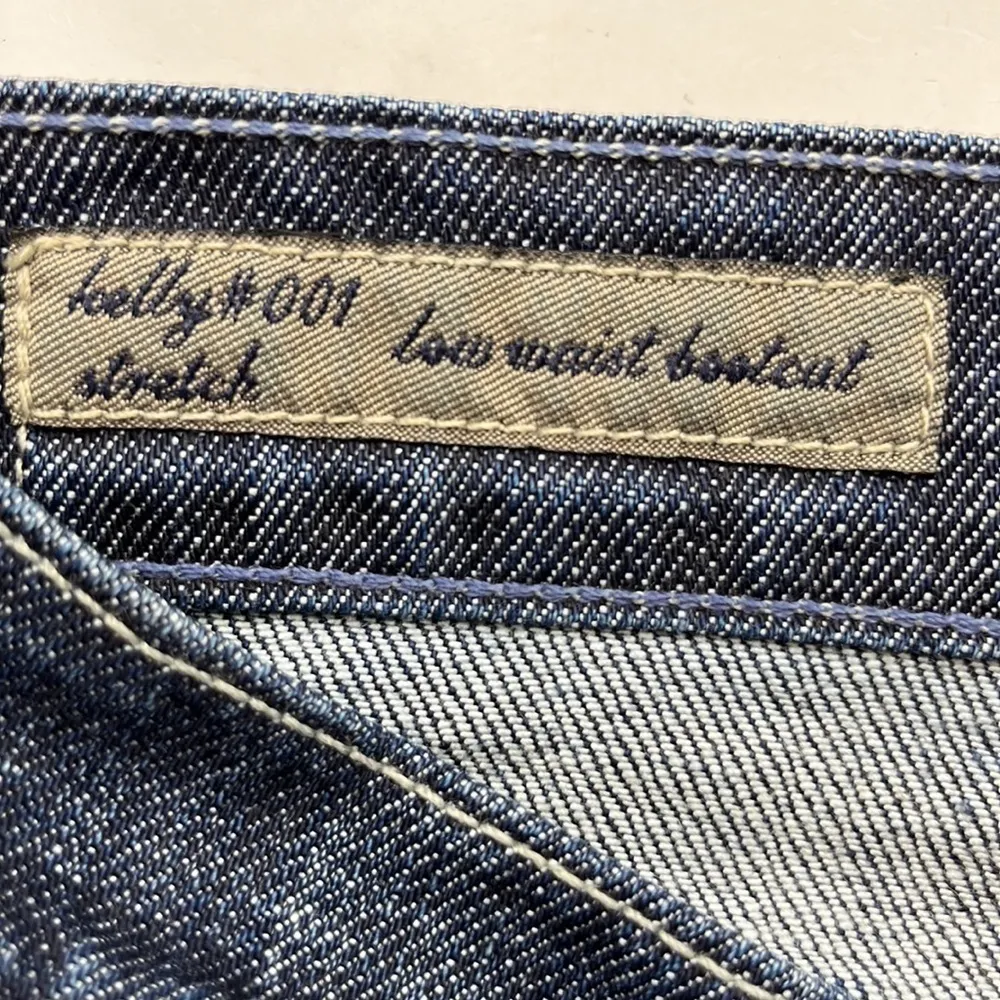 kelly#001
stretch
low waist bootcut